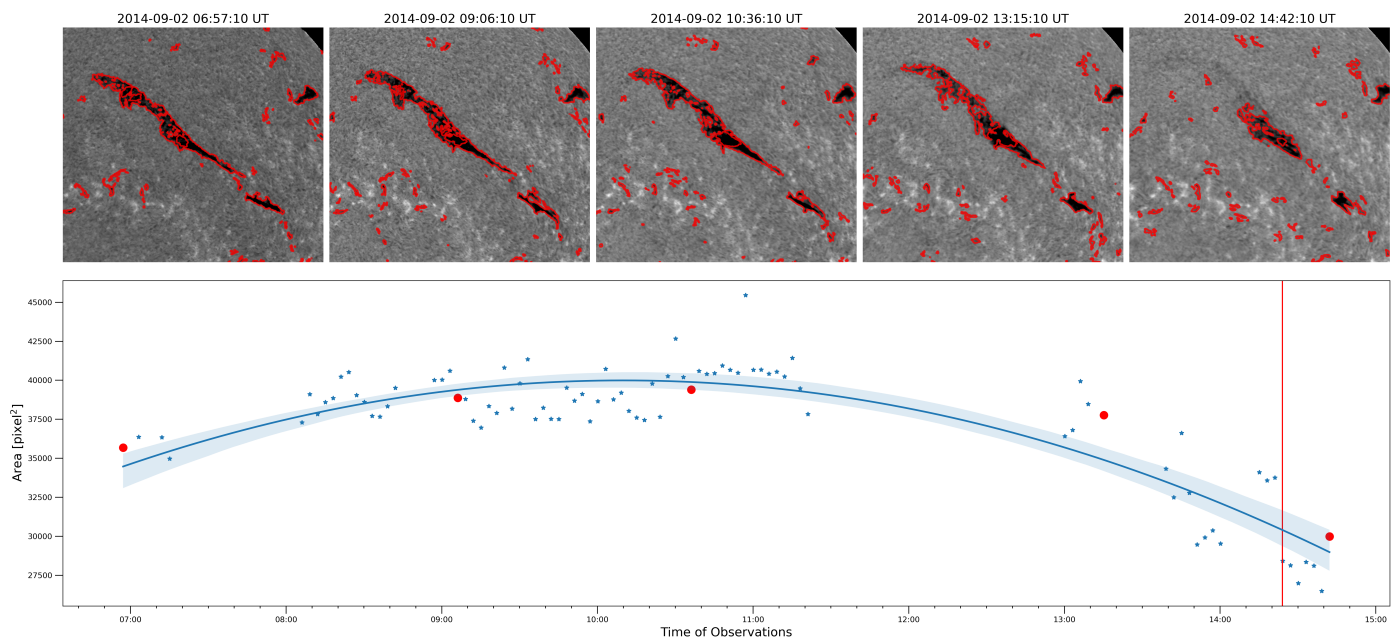 2014-09-02 06:57:10 UT
2014-09-02 09:06:10 UT
2014-09-02 10:36:10 UT
2014-09-02 13:15:10 UT
2014-09-02 14:42:10 UT
45000
42500
40000
37500
35000
32500
30000
27500
Area [pixel²]
07:00
08:00
09:00
10:00
11:00
12:00
13:00
14:00
15:00
Time of Observations